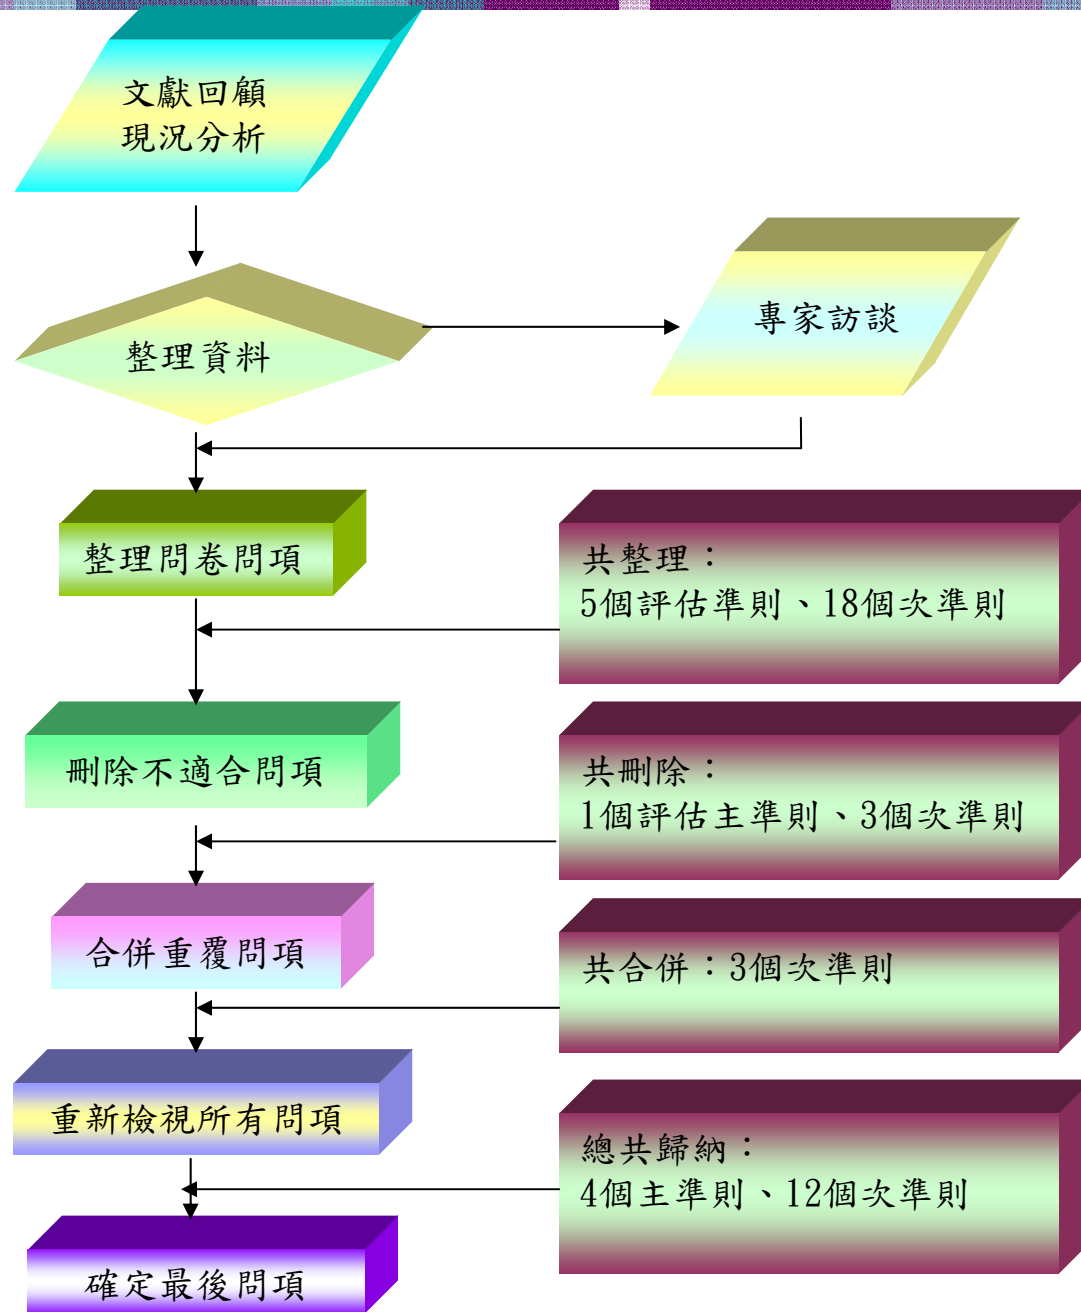 文獻回顧
現況分析
整理資料
專家訪談
整理問卷問項
共整理：
5個評估準則、18個次準則
刪除不適合問項
共刪除：
1個評估主準則、3個次準則
合併重覆問項
共合併：3個次準則
重新檢視所有問項
總共歸納：
4個主準則、12個次準則
確定最後問項